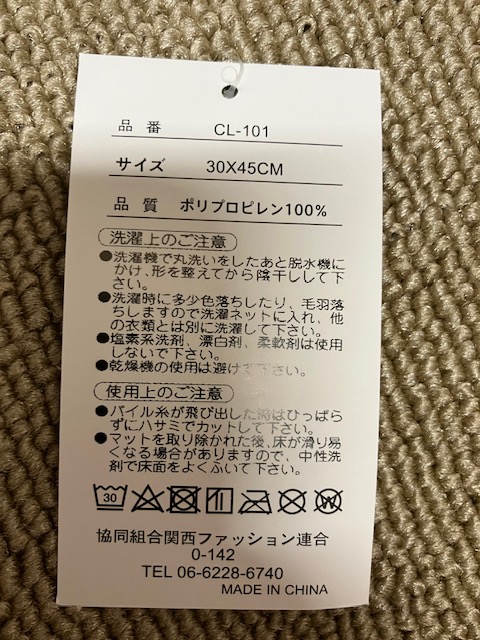 品 番 CL-101
サイズ 30X45CM
品 質 ポリプロピレン100%
洗濯上のご注意
●洗濯機で丸洗いをしたあと脱水機に
かけ、形を整えてから陰干しして下
さい。
●洗濯時に多少色落ちしたり、毛羽落
ちしますので洗濯ネットに入れ、他
の衣類とは別に洗濯して下さい。
●塩素系洗剤、漂白剤、柔軟剤は使用
しないで下さい。
●乾燥機の使用は避けて下さい。
使用上のご注意
●パイル糸が飛び出した時はひっぱら
ずにハサミでカットして下さい。
●マットを取り除かれた後、床が滑り易
くなる場合がありますので、中性洗
剤で床面をよくふいて下さい。
30 W
協同組合関西ファッション連合
0-142
TEL 06-6228-6740
MADE IN CHINA